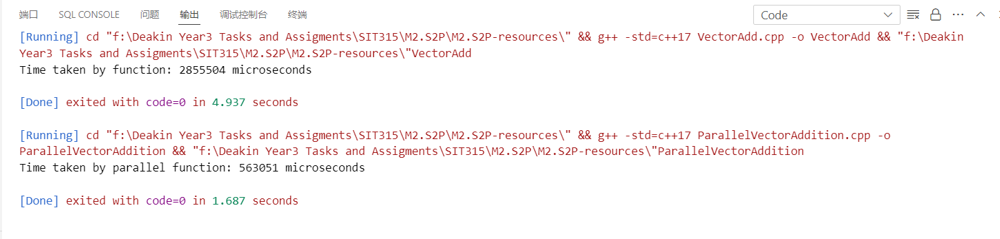 端口 SQL CONSOLE 问题 输出 调试控制台 终端 Code
[Running] cd "f:\Deakin Year3 Tasks and Assigments\SIT315\M2.S2P\M2.S2P-resources\" && g++ -std=c++17 VectorAdd.cpp -o VectorAdd && "f:\Deakin
Year3 Tasks and Assigments\SIT315\M2.S2P\M2.S2P-resources\"VectorAdd
Time taken by function: 2855504 microseconds
[Done] exited with code=0 in 4.937 seconds
[Running] cd "f:\Deakin Year3 Tasks and Assigments\SIT315\M2.S2P\M2.S2P-resources\" && g++ -std=c++17 ParallelVectorAddition.cpp -o
ParallelVectorAddition && "f:\Deakin Year3 Tasks and Assigments\SIT315\M2.S2P\M2.S2P-resources\"ParallelVectorAddition
Time taken by parallel function: 563051 microseconds
[Done] exited with code=0 in 1.687 seconds